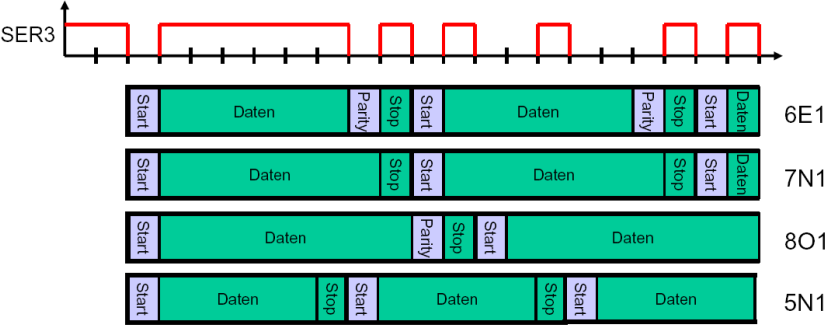 SER3
Start Daten Parity Stop Start Daten Parity Stop Start Daten 6E1
Start Daten Stop Start Daten Stop Start Daten 7N1
Start Daten Parity Stop Start Daten 8O1
Start Daten Stop Start Daten Stop Start Daten 5N1